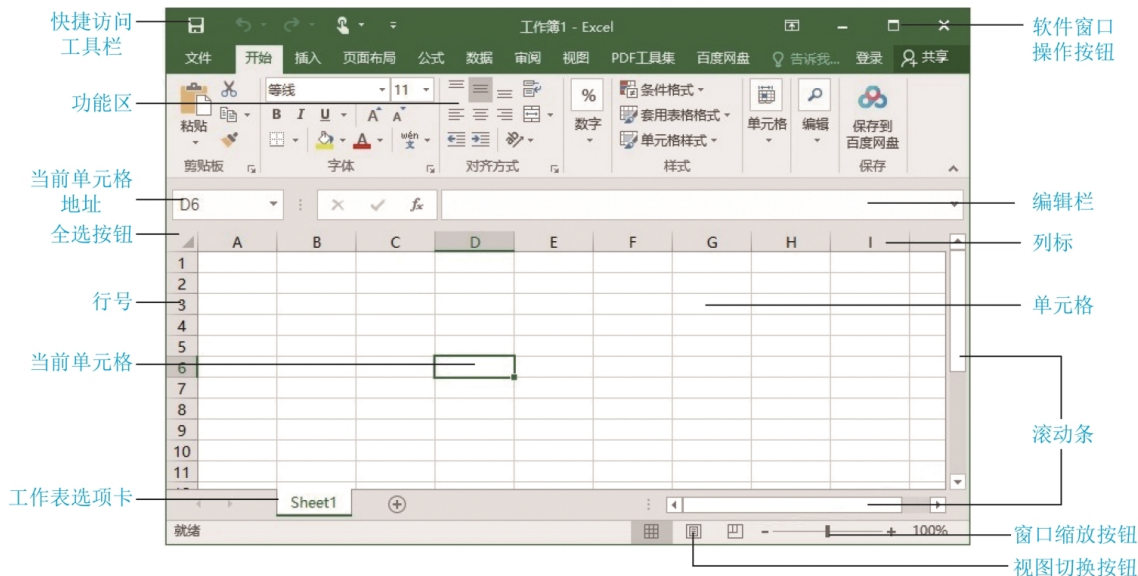 快捷访问
工具栏
工作簿1 - Excel
软件窗口
操作按钮
文件 开始 插入 页面布局 公式 数据 审阅 视图 PDF工具集 百度网盘 告诉我... 登录 共享
功能区
等线 11
B I U A A
wén
文
A
粘贴
%
数字
条件格式
套用表格格式
单元格样式
单元格
编辑
保存到
百度网盘
剪贴板 字体 对齐方式 样式 保存
当前单元格
地址
D6
fx
编辑栏
全选按钮
A B C D E F G H I
列标
1
2
行号
3
单元格
4
5
当前单元格
6
7
8
9
滚动条
10
11
工作表选项卡
Sheet1
就绪
100%
窗口缩放按钮
视图切换按钮